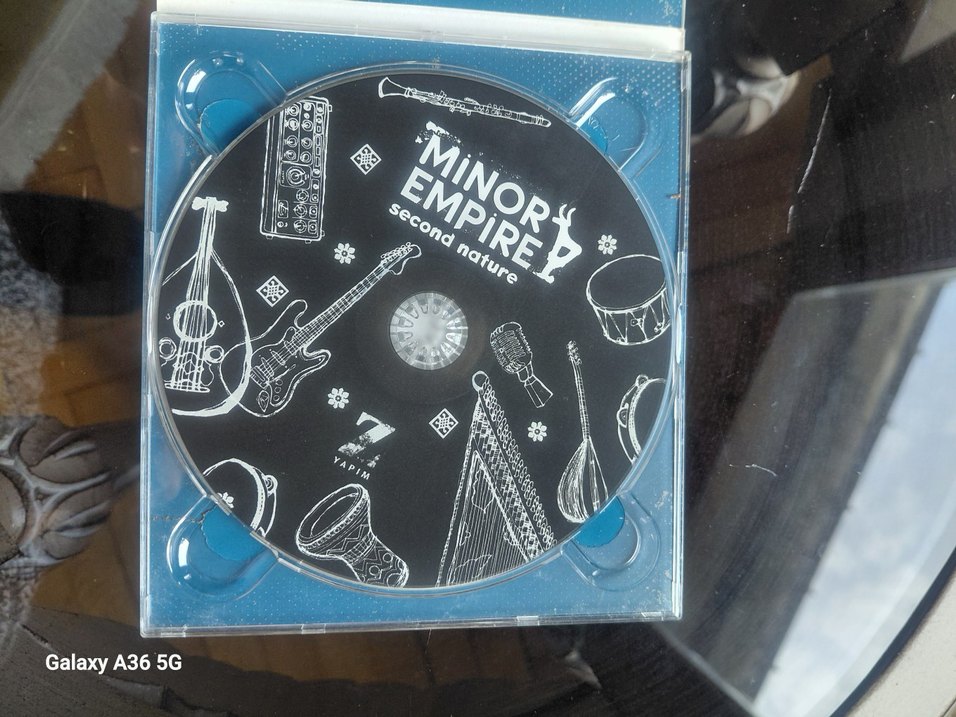 MiNOR
EMPiRE
second nature
7
YAPIM
Galaxy A36 5G